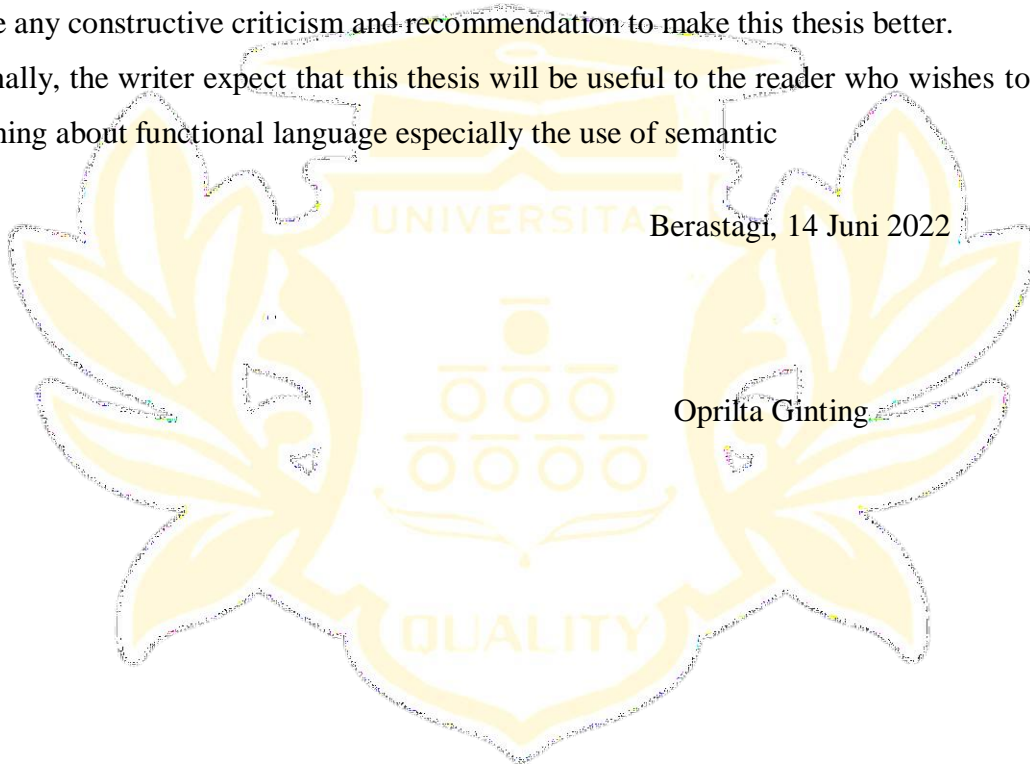 e any constructive criticism and recommendation to make this thesis better.
nally, the writer expect that this thesis will be useful to the reader who wishes to
ning about functional language especially the use of semantic
UNIVERSITAS
Berastagi, 14 Juni 2022
Oprilta Ginting
QUALITY